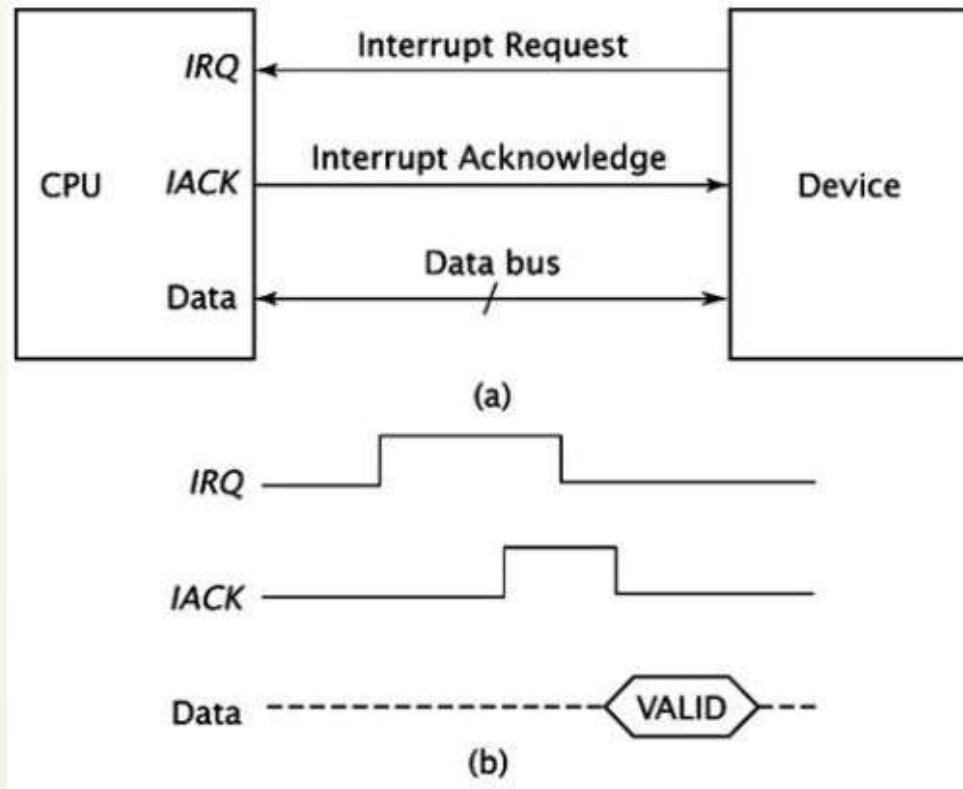 Interrupt Request
IRQ
Interrupt Acknowledge
CPU
IACK
Device
Data bus
Data
(a)
IRQ
IACK
Data
VALID
(b)